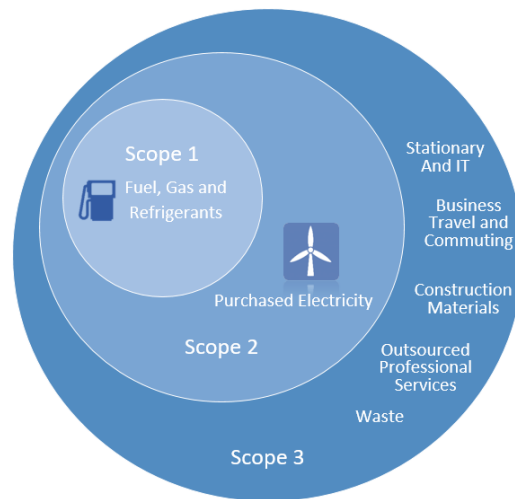 Scope 1
Fuel, Gas and
Refrigerants
Purchased Electricity
Scope 2
Stationary
And IT
Business
Travel and
Commuting
Construction
Materials
Outsourced
Professional
Services
Waste
Scope 3